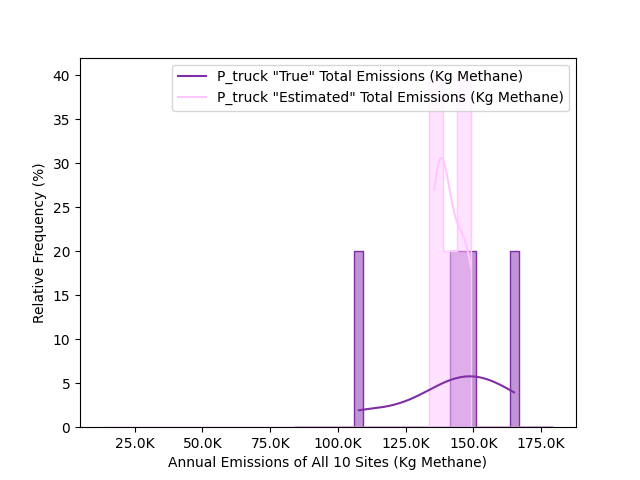 P_truck "True" Total Emissions (Kg Methane)
P_truck "Estimated" Total Emissions (Kg Methane)
40
35
30
25
20
15
10
5
0
Relative Frequency (%)
25.0K 50.0K 75.0K 100.0K 125.0K 150.0K 175.0K
Annual Emissions of All 10 Sites (Kg Methane)